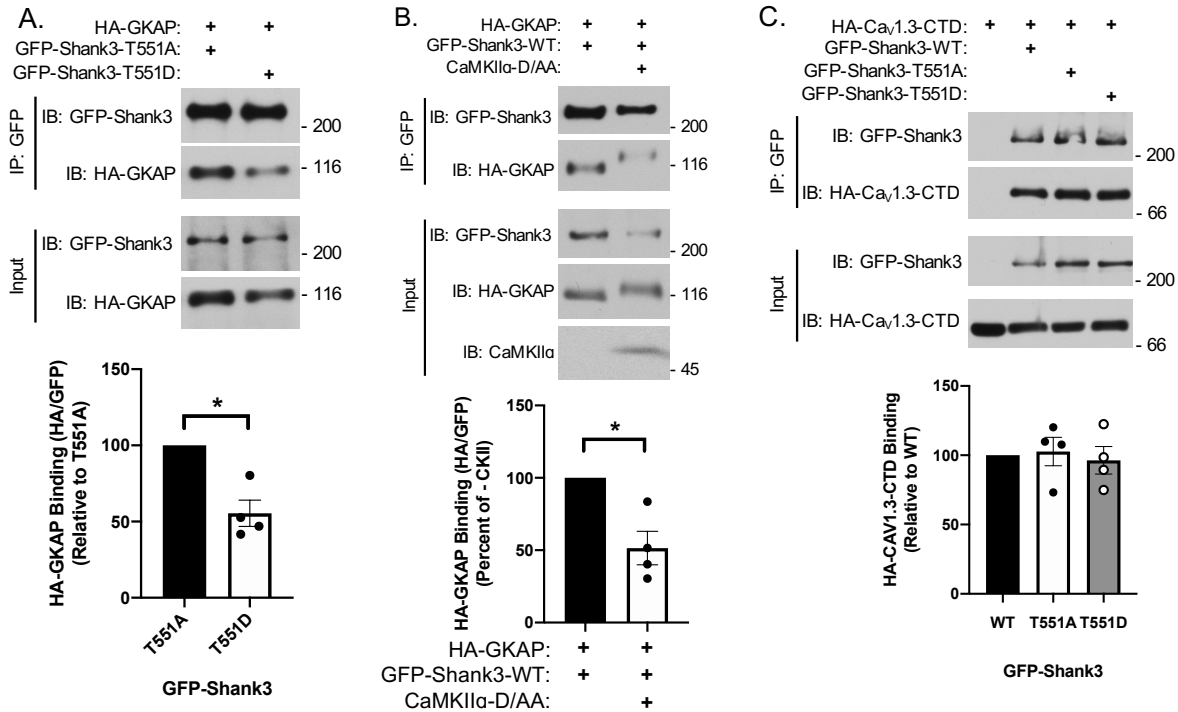 A.
HA-GKAP: + +
GFP-Shank3-T551A: +
GFP-Shank3-T551D: +
IP: GFP
IB: GFP-Shank3
- 200
IB: HA-GKAP
- 116
Input
IB: GFP-Shank3
- 200
IB: HA-GKAP
- 116
HA-GKAP Binding (HA/GFP)
(Relative to T551A)
150
100
50
0
*
T551A
T551D
GFP-Shank3
B.
HA-GKAP: + +
GFP-Shank3-WT: + +
CaMKIIα-D/AA: +
IP: GFP
IB: GFP-Shank3
- 200
IB: HA-GKAP
- 116
Input
IB: GFP-Shank3
- 200
IB: HA-GKAP
- 116
IB: CaMKIIα
- 45
HA-GKAP Binding (HA/GFP)
(Percent of - CKII)
150
100
50
0
*
HA-GKAP: + +
GFP-Shank3-WT: + +
CaMKIIα-D/AA: +
C.
HA-CaV1.3-CTD: + + + +
GFP-Shank3-WT: +
GFP-Shank3-T551A: +
GFP-Shank3-T551D: +
IP: GFP
IB: GFP-Shank3
- 200
IB: HA-CaV1.3-CTD
- 66
Input
IB: GFP-Shank3
- 200
IB: HA-CaV1.3-CTD
- 66
HA-CAV1.3-CTD Binding
(Relative to WT)
150
100
50
0
WT T551A T551D
GFP-Shank3